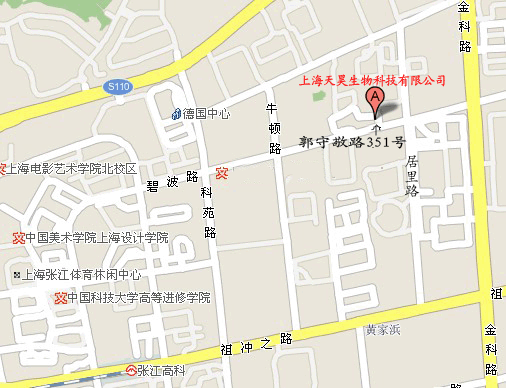 金科路
S110
上海天昊生物科技有限公司
A
德国中心
牛顿路
郭守敬路351号
上海电影艺术学院北校区
碧波路
科苑路
居里路
中国美术学院上海设计学院
上海张江体育休闲中心
中国科技大学高等进修学院
祖
黄家浜
祖冲之路
金科路
张江高科